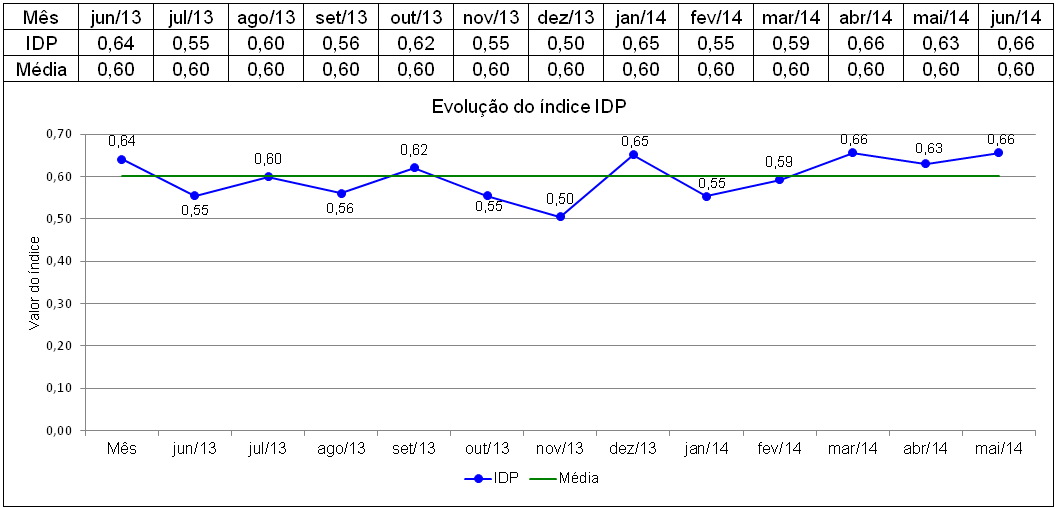 Mês jun/13 jul/13 ago/13 set/13 out/13 nov/13 dez/13 jan/14 fev/14 mar/14 abr/14 mai/14 jun/14
IDP 0,64 0,55 0,60 0,56 0,62 0,55 0,50 0,65 0,55 0,59 0,66 0,63 0,66
Média 0,60 0,60 0,60 0,60 0,60 0,60 0,60 0,60 0,60 0,60 0,60 0,60 0,60
Evolução do índice IDP
Valor do índice
0,70
0,60
0,50
0,40
0,30
0,20
0,10
0,00
0,64 0,55 0,60 0,56 0,62 0,55 0,50 0,65 0,55 0,59 0,66 0,63 0,66
Mês jun/13 jul/13 ago/13 set/13 out/13 nov/13 dez/13 jan/14 fev/14 mar/14 abr/14 mai/14
IDP Média